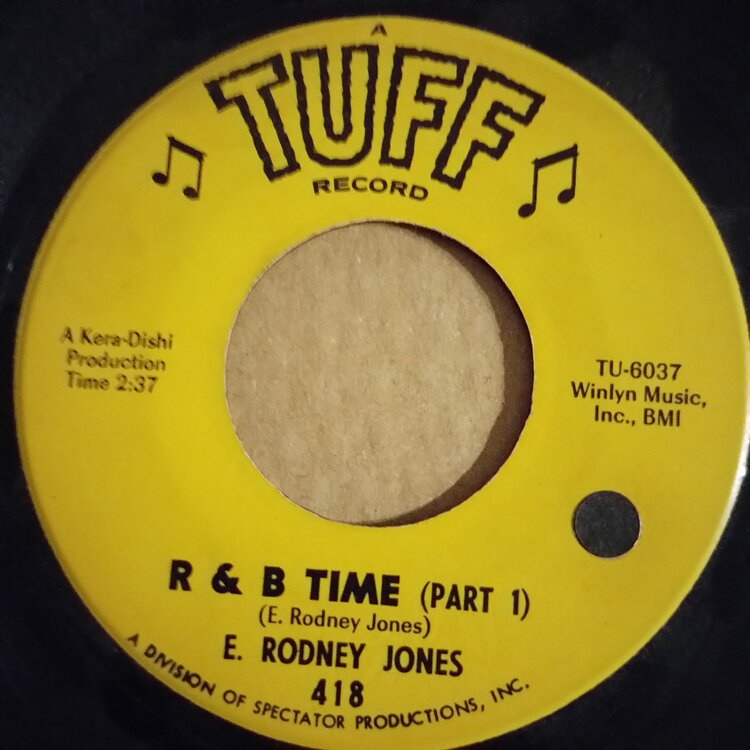 A
TUFF
RECORD
A Kera-Dishi
Production
Time 2:37
TU-6037
Winlyn Music,
Inc., BMI
R & B TIME (PART 1)
(E. Rodney Jones)
E. RODNEY JONES
418
A DIVISION OF SPECTATOR PRODUCTIONS, INC.